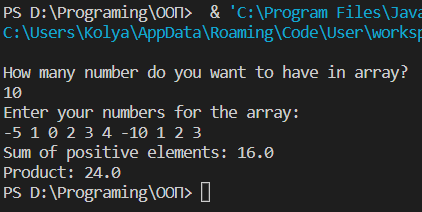 PS D:\Programing\ООП>  & 'C:\Program Files\Java
C:\Users\Kolya\AppData\Roaming\Code\User\worksp
How many number do you want to have in array?
10
Enter your numbers for the array:
-5 1 0 2 3 4 -10 1 2 3
Sum of positive elements: 16.0
Product: 24.0
PS D:\Programing\ООП>